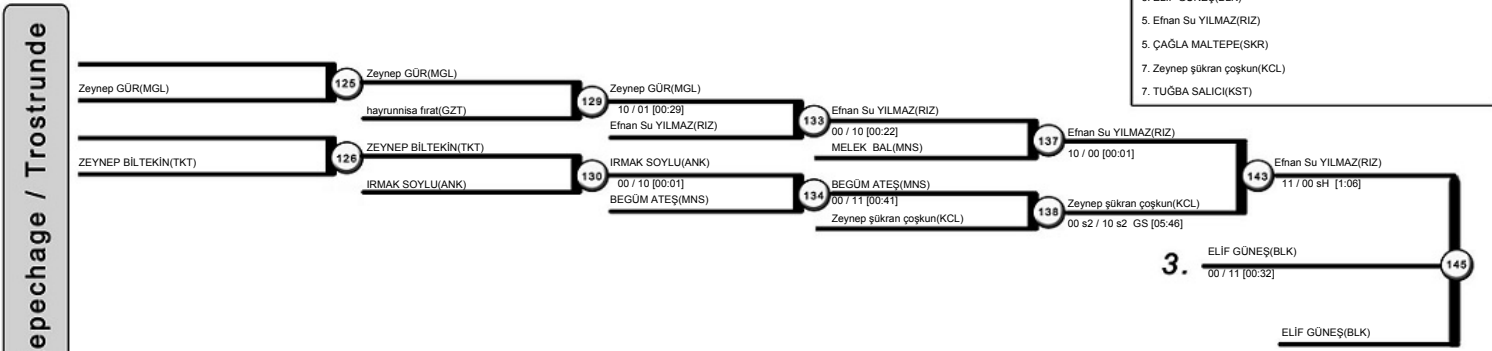 5. Efnan Su YILMAZ(RIZ)
5. ÇAĞLA MALTEPE(SKR)
7. Zeynep şükran çoşkun(KCL)
7. TUĞBA SALICI(KST)
epechage / Trostrunde
Zeynep GÜR(MGL)
125
Zeynep GÜR(MGL)
hayrunnisa fırat(GZT)
129
Zeynep GÜR(MGL)
10 / 01 [00:29]
Efnan Su YILMAZ(RIZ)
133
Efnan Su YILMAZ(RIZ)
00 / 10 [00:22]
MELEK BAL(MNS)
137
Efnan Su YILMAZ(RIZ)
10 / 00 [00:01]
ZEYNEP BİLTEKİN(TKT)
126
ZEYNEP BİLTEKİN(TKT)
IRMAK SOYLU(ANK)
130
IRMAK SOYLU(ANK)
00 / 10 [00:01]
BEGÜM ATEŞ(MNS)
134
BEGÜM ATEŞ(MNS)
00 / 11 [00:41]
Zeynep şükran çoşkun(KCL)
138
Zeynep şükran çoşkun(KCL)
00 s2 / 10 s2 GS [05:46]
143
Efnan Su YILMAZ(RIZ)
11 / 00 sH [1:06]
3.
ELİF GÜNEŞ(BLK)
00 / 11 [00:32]
145
ELİF GÜNEŞ(BLK)